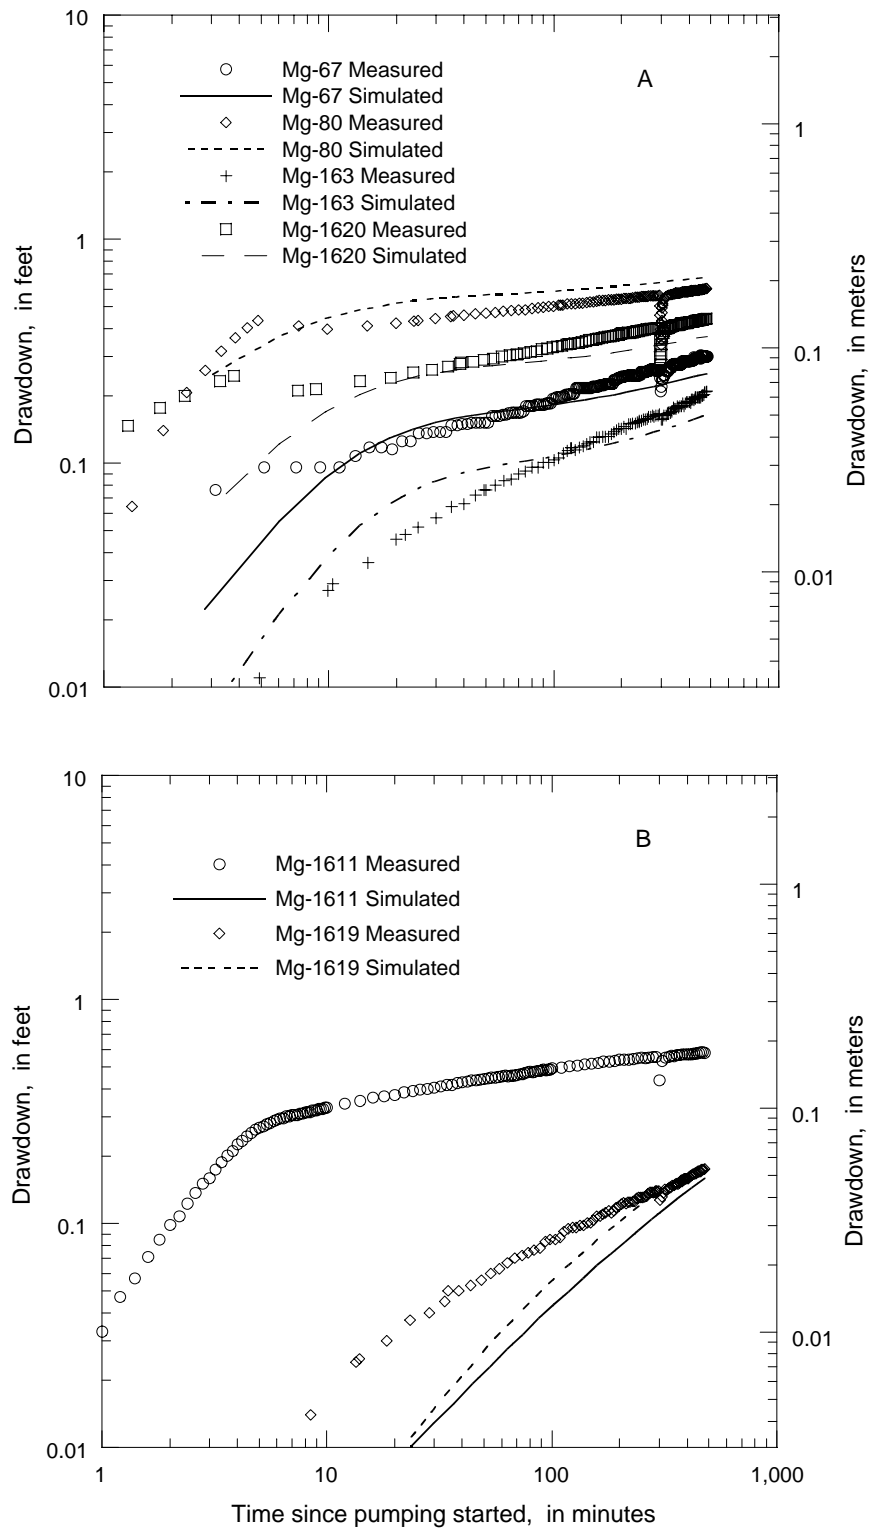 10
1
0.1
0.01
Drawdown, in feet
A
Mg-67 Measured
Mg-67 Simulated
Mg-80 Measured
Mg-80 Simulated
Mg-163 Measured
Mg-163 Simulated
Mg-1620 Measured
Mg-1620 Simulated
1
0.1
0.01
Drawdown, in meters
10
1
0.1
0.01
Drawdown, in feet
B
Mg-1611 Measured
Mg-1611 Simulated
Mg-1619 Measured
Mg-1619 Simulated
1
0.1
0.01
Drawdown, in meters
1 10 100 1,000
Time since pumping started, in minutes